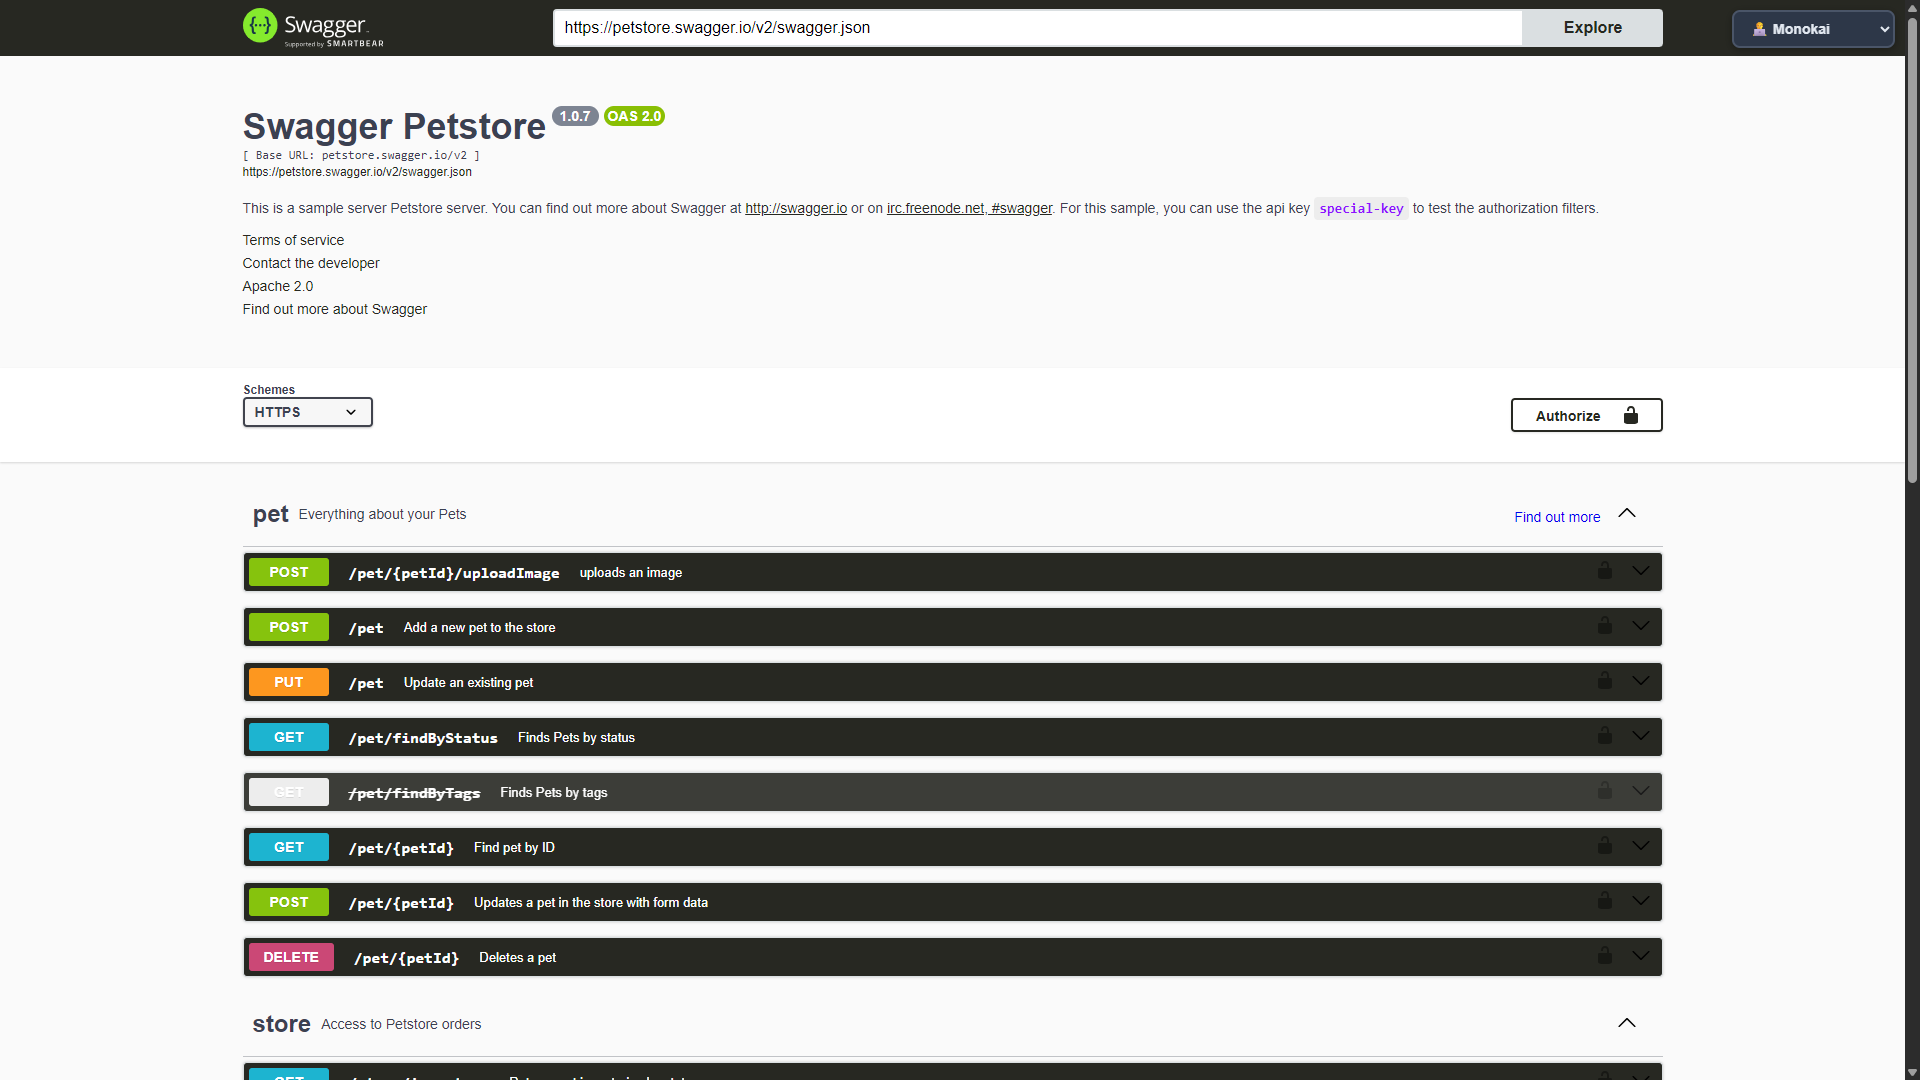 Swagger
Supported by SMARTBEAR
https://petstore.swagger.io/v2/swagger.json
Explore
Monokai
Swagger Petstore 1.0.7 OAS 2.0
[ Base URL: petstore.swagger.io/v2 ]
https://petstore.swagger.io/v2/swagger.json
This is a sample server Petstore server. You can find out more about Swagger at http://swagger.io or on irc.freenode.net, #swagger. For this sample, you can use the api key special-key to test the authorization filters.
Terms of service
Contact the developer
Apache 2.0
Find out more about Swagger
Schemes
HTTPS
Authorize
pet Everything about your Pets Find out more
POST /pet/{petId}/uploadImage uploads an image
POST /pet Add a new pet to the store
PUT /pet Update an existing pet
GET /pet/findByStatus Finds Pets by status
GET /pet/findByTags Finds Pets by tags
GET /pet/{petId} Find pet by ID
POST /pet/{petId} Updates a pet in the store with form data
DELETE /pet/{petId} Deletes a pet
store Access to Petstore orders
GET